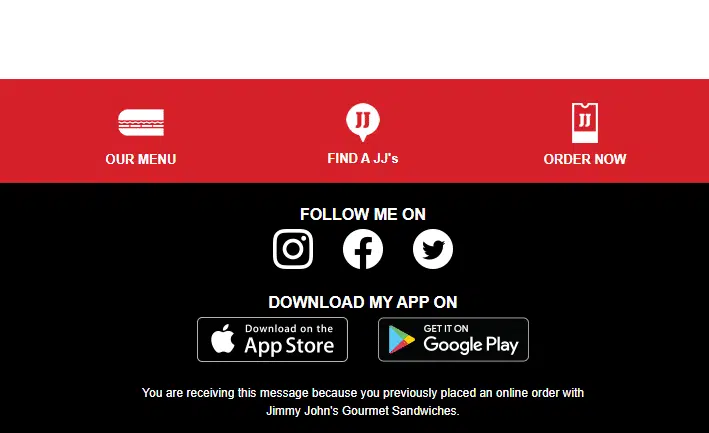 JJ
JJ
OUR MENU
FIND A JJ's
ORDER NOW
FOLLOW ME ON
DOWNLOAD MY APP ON
Download on the
App Store
GET IT ON
Google Play
You are receiving this message because you previously placed an online order with
Jimmy John's Gourmet Sandwiches.